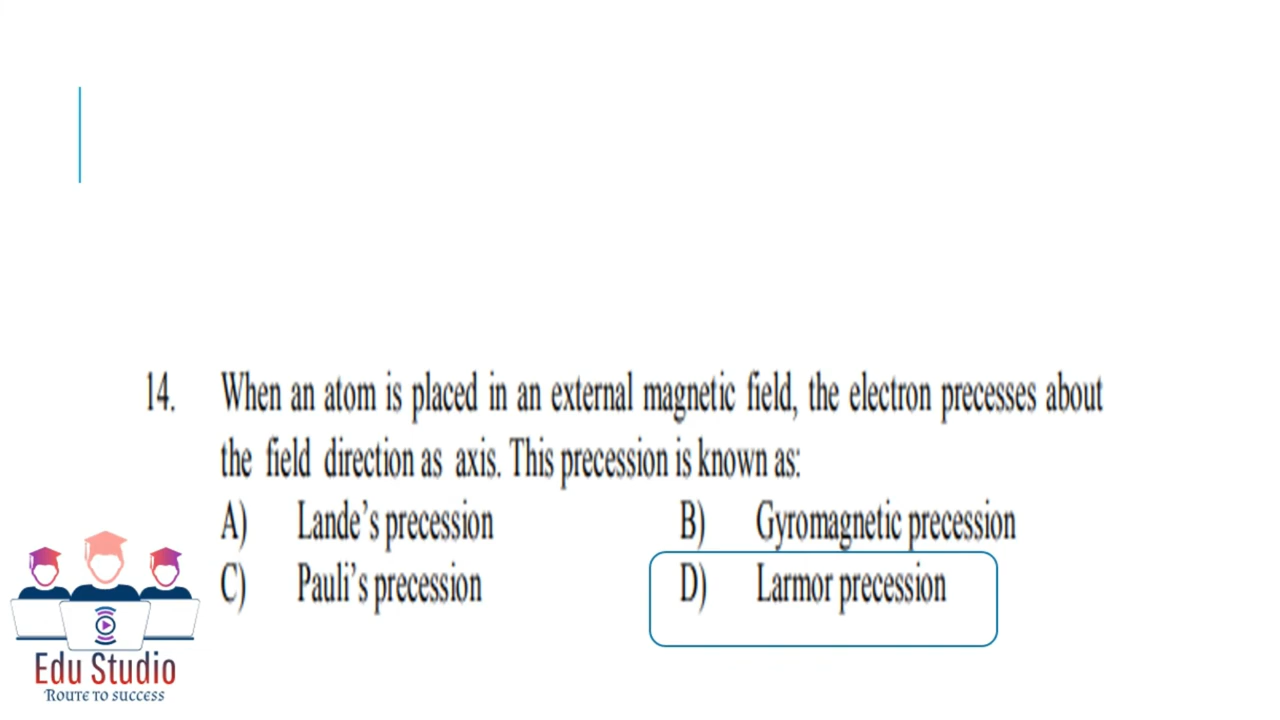 14. When an atom is placed in an external magnetic field, the electron precesses about
the field direction as axis. This precession is known as:
A) Lande's precession B) Gyromagnetic precession
C) Pauli's precession D) Larmor precession
Edu Studio
Route to success